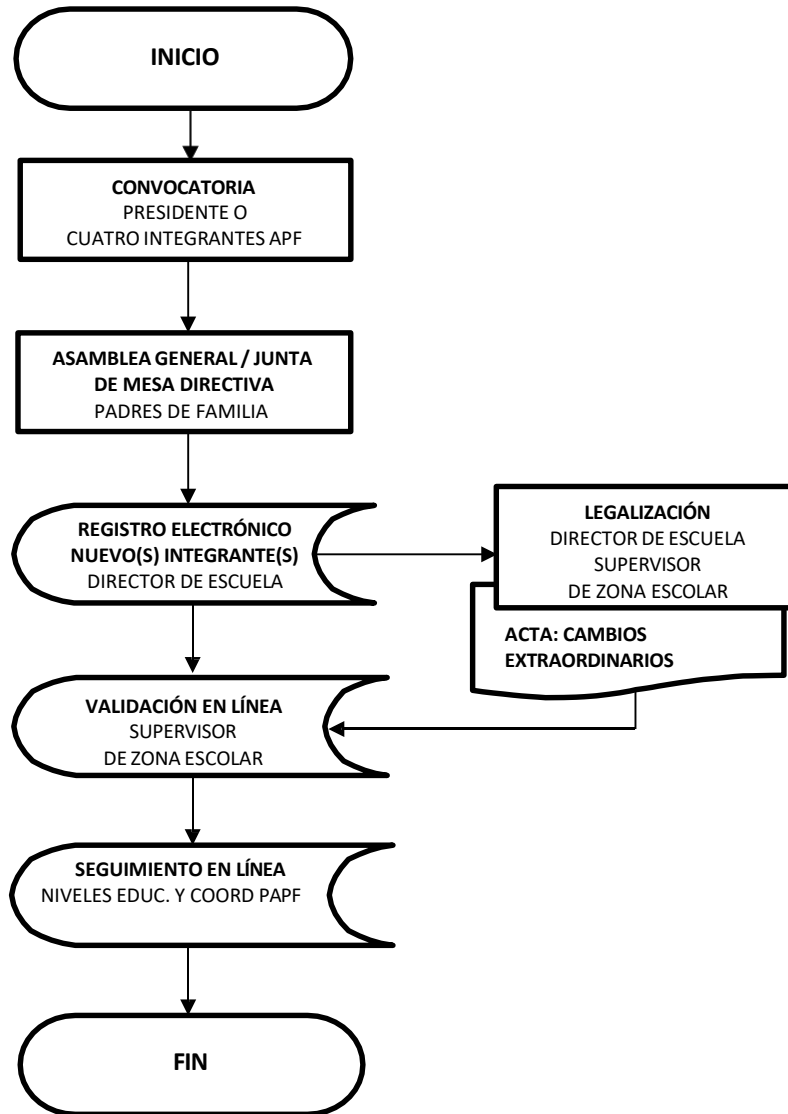 INICIO
CONVOCATORIA
PRESIDENTE O
CUATRO INTEGRANTES APF
ASAMBLEA GENERAL / JUNTA
DE MESA DIRECTIVA
PADRES DE FAMILIA
REGISTRO ELECTRÓNICO
NUEVO(S) INTEGRANTE(S)
DIRECTOR DE ESCUELA
LEGALIZACIÓN
DIRECTOR DE ESCUELA
SUPERVISOR
DE ZONA ESCOLAR
ACTA: CAMBIOS
EXTRAORDINARIOS
VALIDACIÓN EN LÍNEA
SUPERVISOR
DE ZONA ESCOLAR
SEGUIMIENTO EN LÍNEA
NIVELES EDUC. Y COORD PAPF
FIN